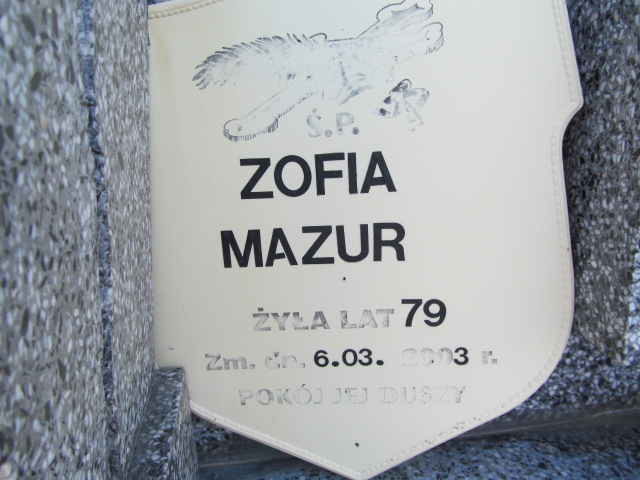 Ś.P.
ZOFIA
MAZUR
ŻYŁA LAT 79
Zm. dn. 6.03. 2003 r.
POKÓJ JEJ DUSZY